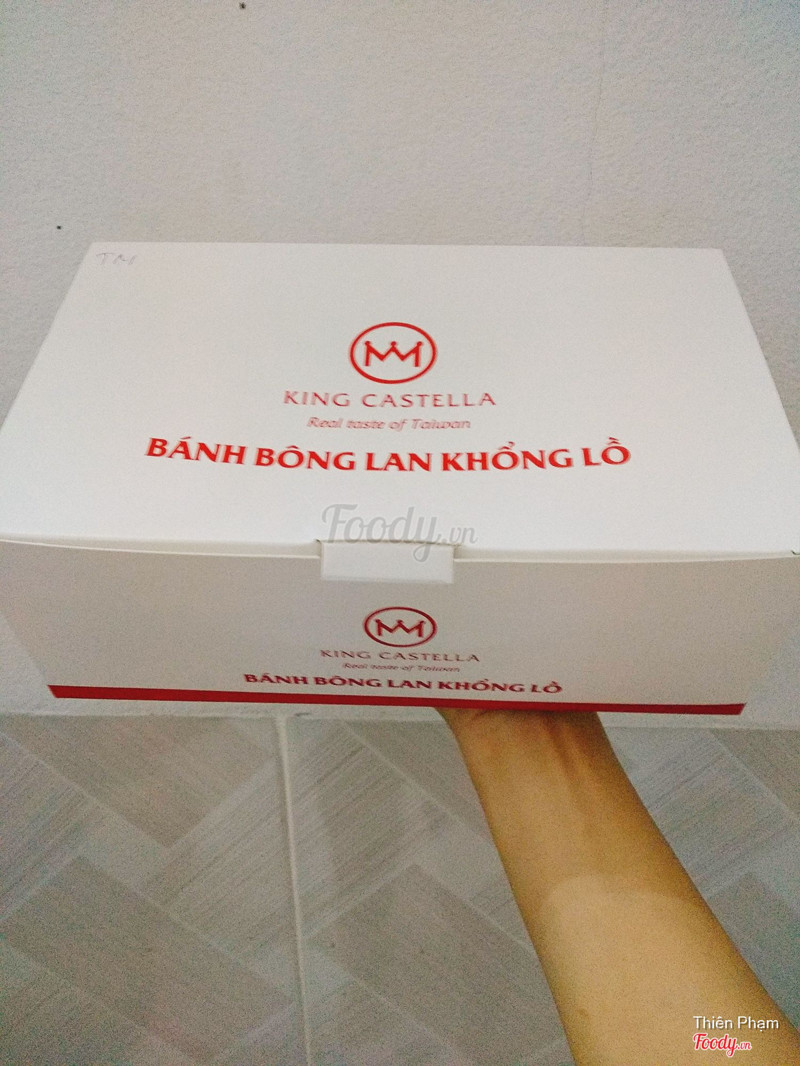 TM
KING CASTELLA
Real taste of Taiwan
BÁNH BÔNG LAN KHỔNG LỒ
Foody.vn
KING CASTELLA
Real taste of Taiwan
BÁNH BÔNG LAN KHỔNG LỒ
Thiên Phạm
Foody.vn